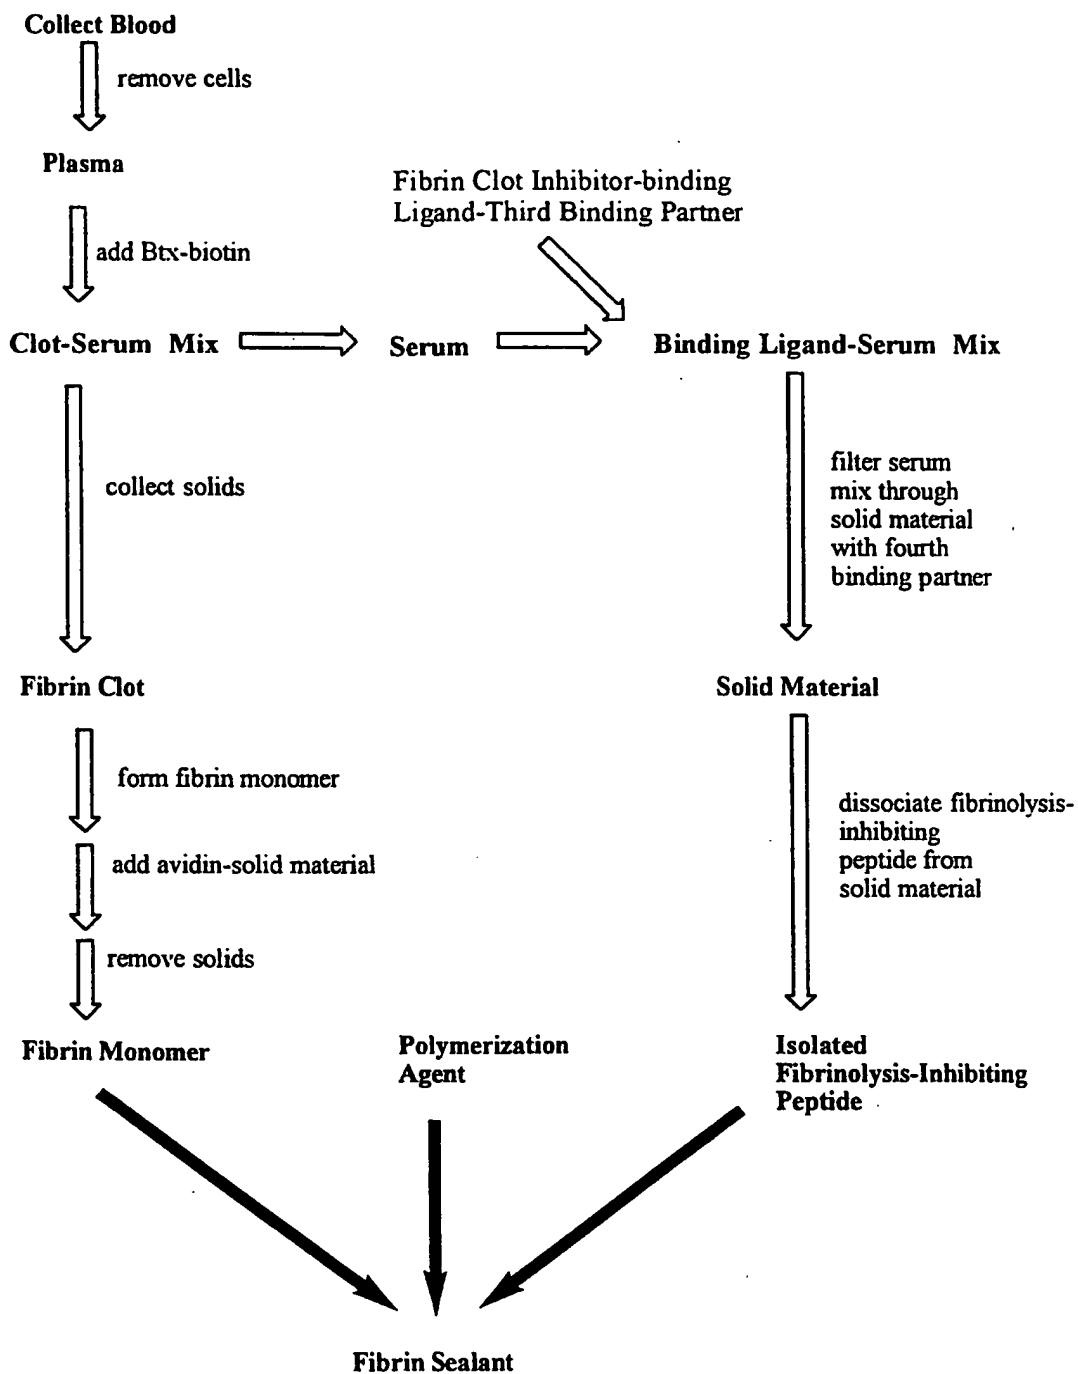 Collect Blood
remove cells
Plasma
Fibrin Clot Inhibitor-binding
Ligand-Third Binding Partner
add Btx-biotin
Clot-Serum Mix
Serum
Binding Ligand-Serum Mix
collect solids
filter serum
mix through
solid material
with fourth
binding partner
Fibrin Clot
Solid Material
form fibrin monomer
add avidin-solid material
remove solids
dissociate fibrinolysis-
inhibiting
peptide from
solid material
Fibrin Monomer
Polymerization
Agent
Isolated
Fibrinolysis-Inhibiting
Peptide
Fibrin Sealant